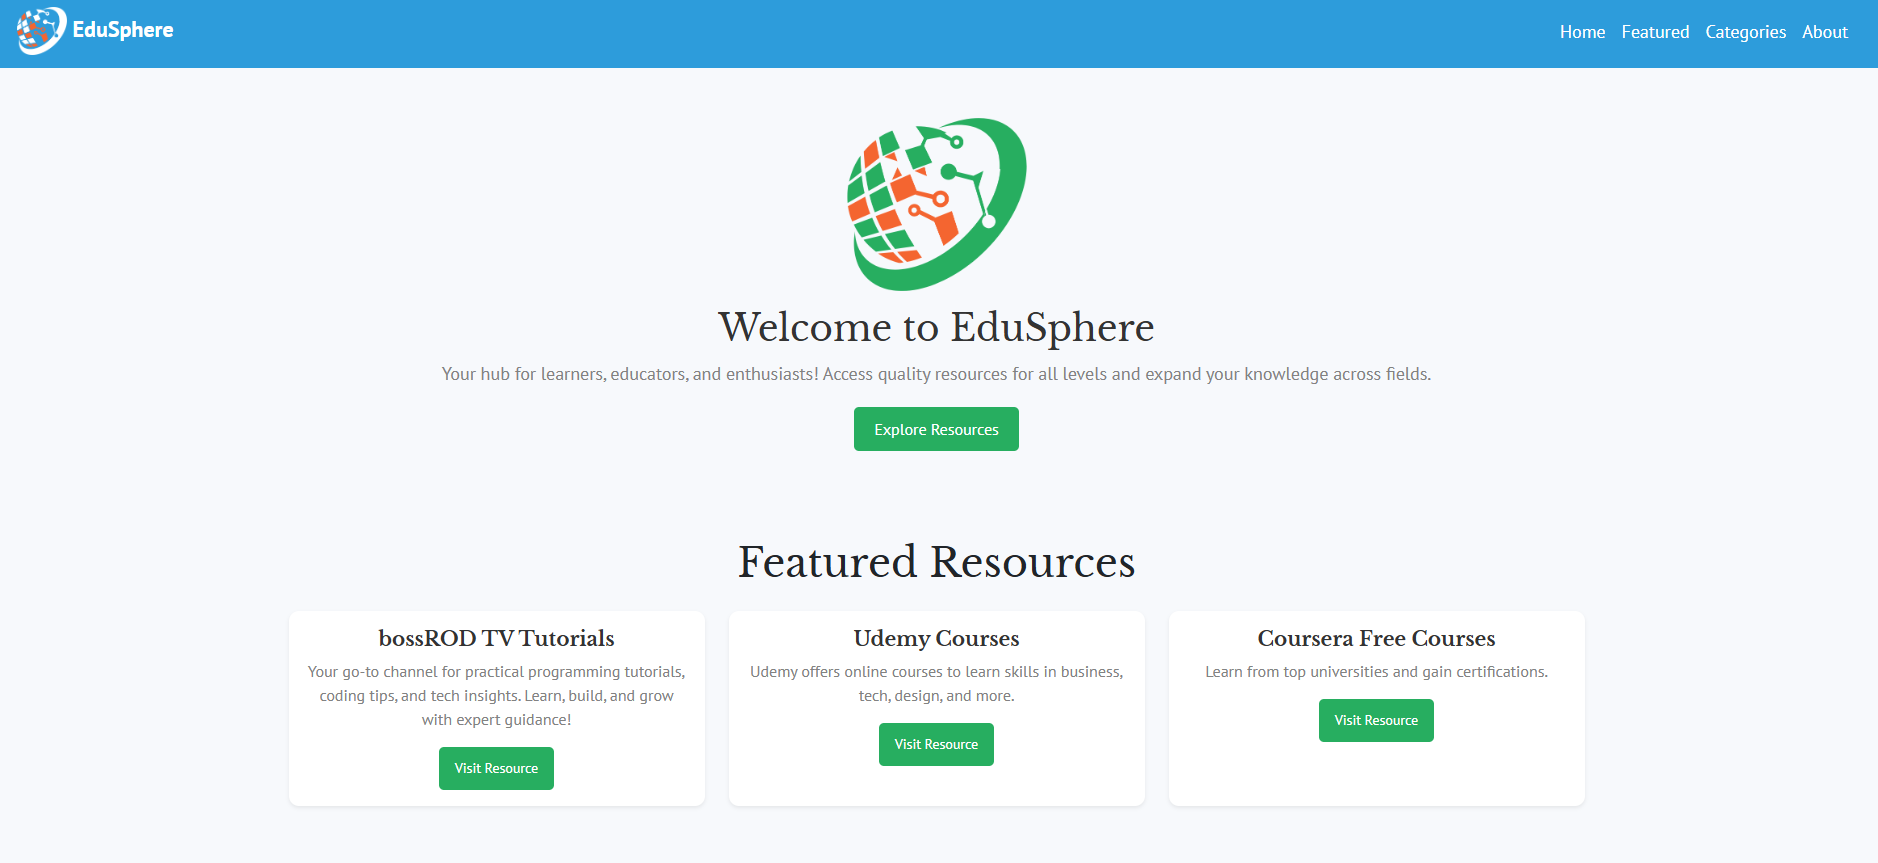 EduSphere
Home Featured Categories About
Welcome to EduSphere
Your hub for learners, educators, and enthusiasts! Access quality resources for all levels and expand your knowledge across fields.
Explore Resources
Featured Resources
bossROD TV Tutorials
Your go-to channel for practical programming tutorials,
coding tips, and tech insights. Learn, build, and grow
with expert guidance!
Visit Resource
Udemy Courses
Udemy offers online courses to learn skills in business,
tech, design, and more.
Visit Resource
Coursera Free Courses
Learn from top universities and gain certifications.
Visit Resource